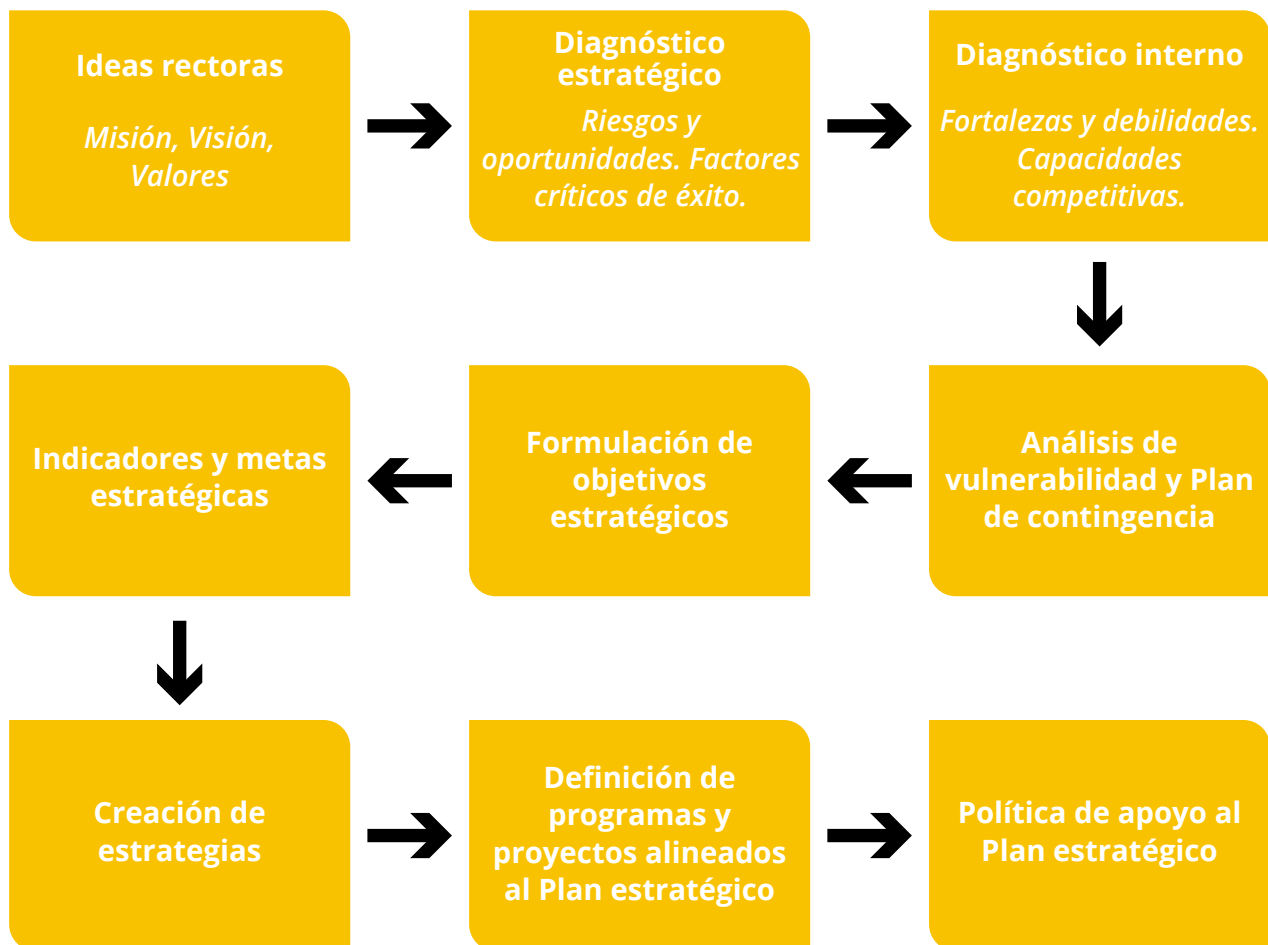 Ideas rectoras
Misión, Visión,
Valores
Diagnóstico
estratégico
Riesgos y
oportunidades. Factores
críticos de éxito.
Diagnóstico interno
Fortalezas y debilidades.
Capacidades
competitivas.
Análisis de
vulnerabilidad y Plan
de contingencia
Formulación de
objetivos
estratégicos
Indicadores y metas
estratégicas
Creación de
estrategias
Definición de
programas y
proyectos alineados
al Plan estratégico
Política de apoyo al
Plan estratégico